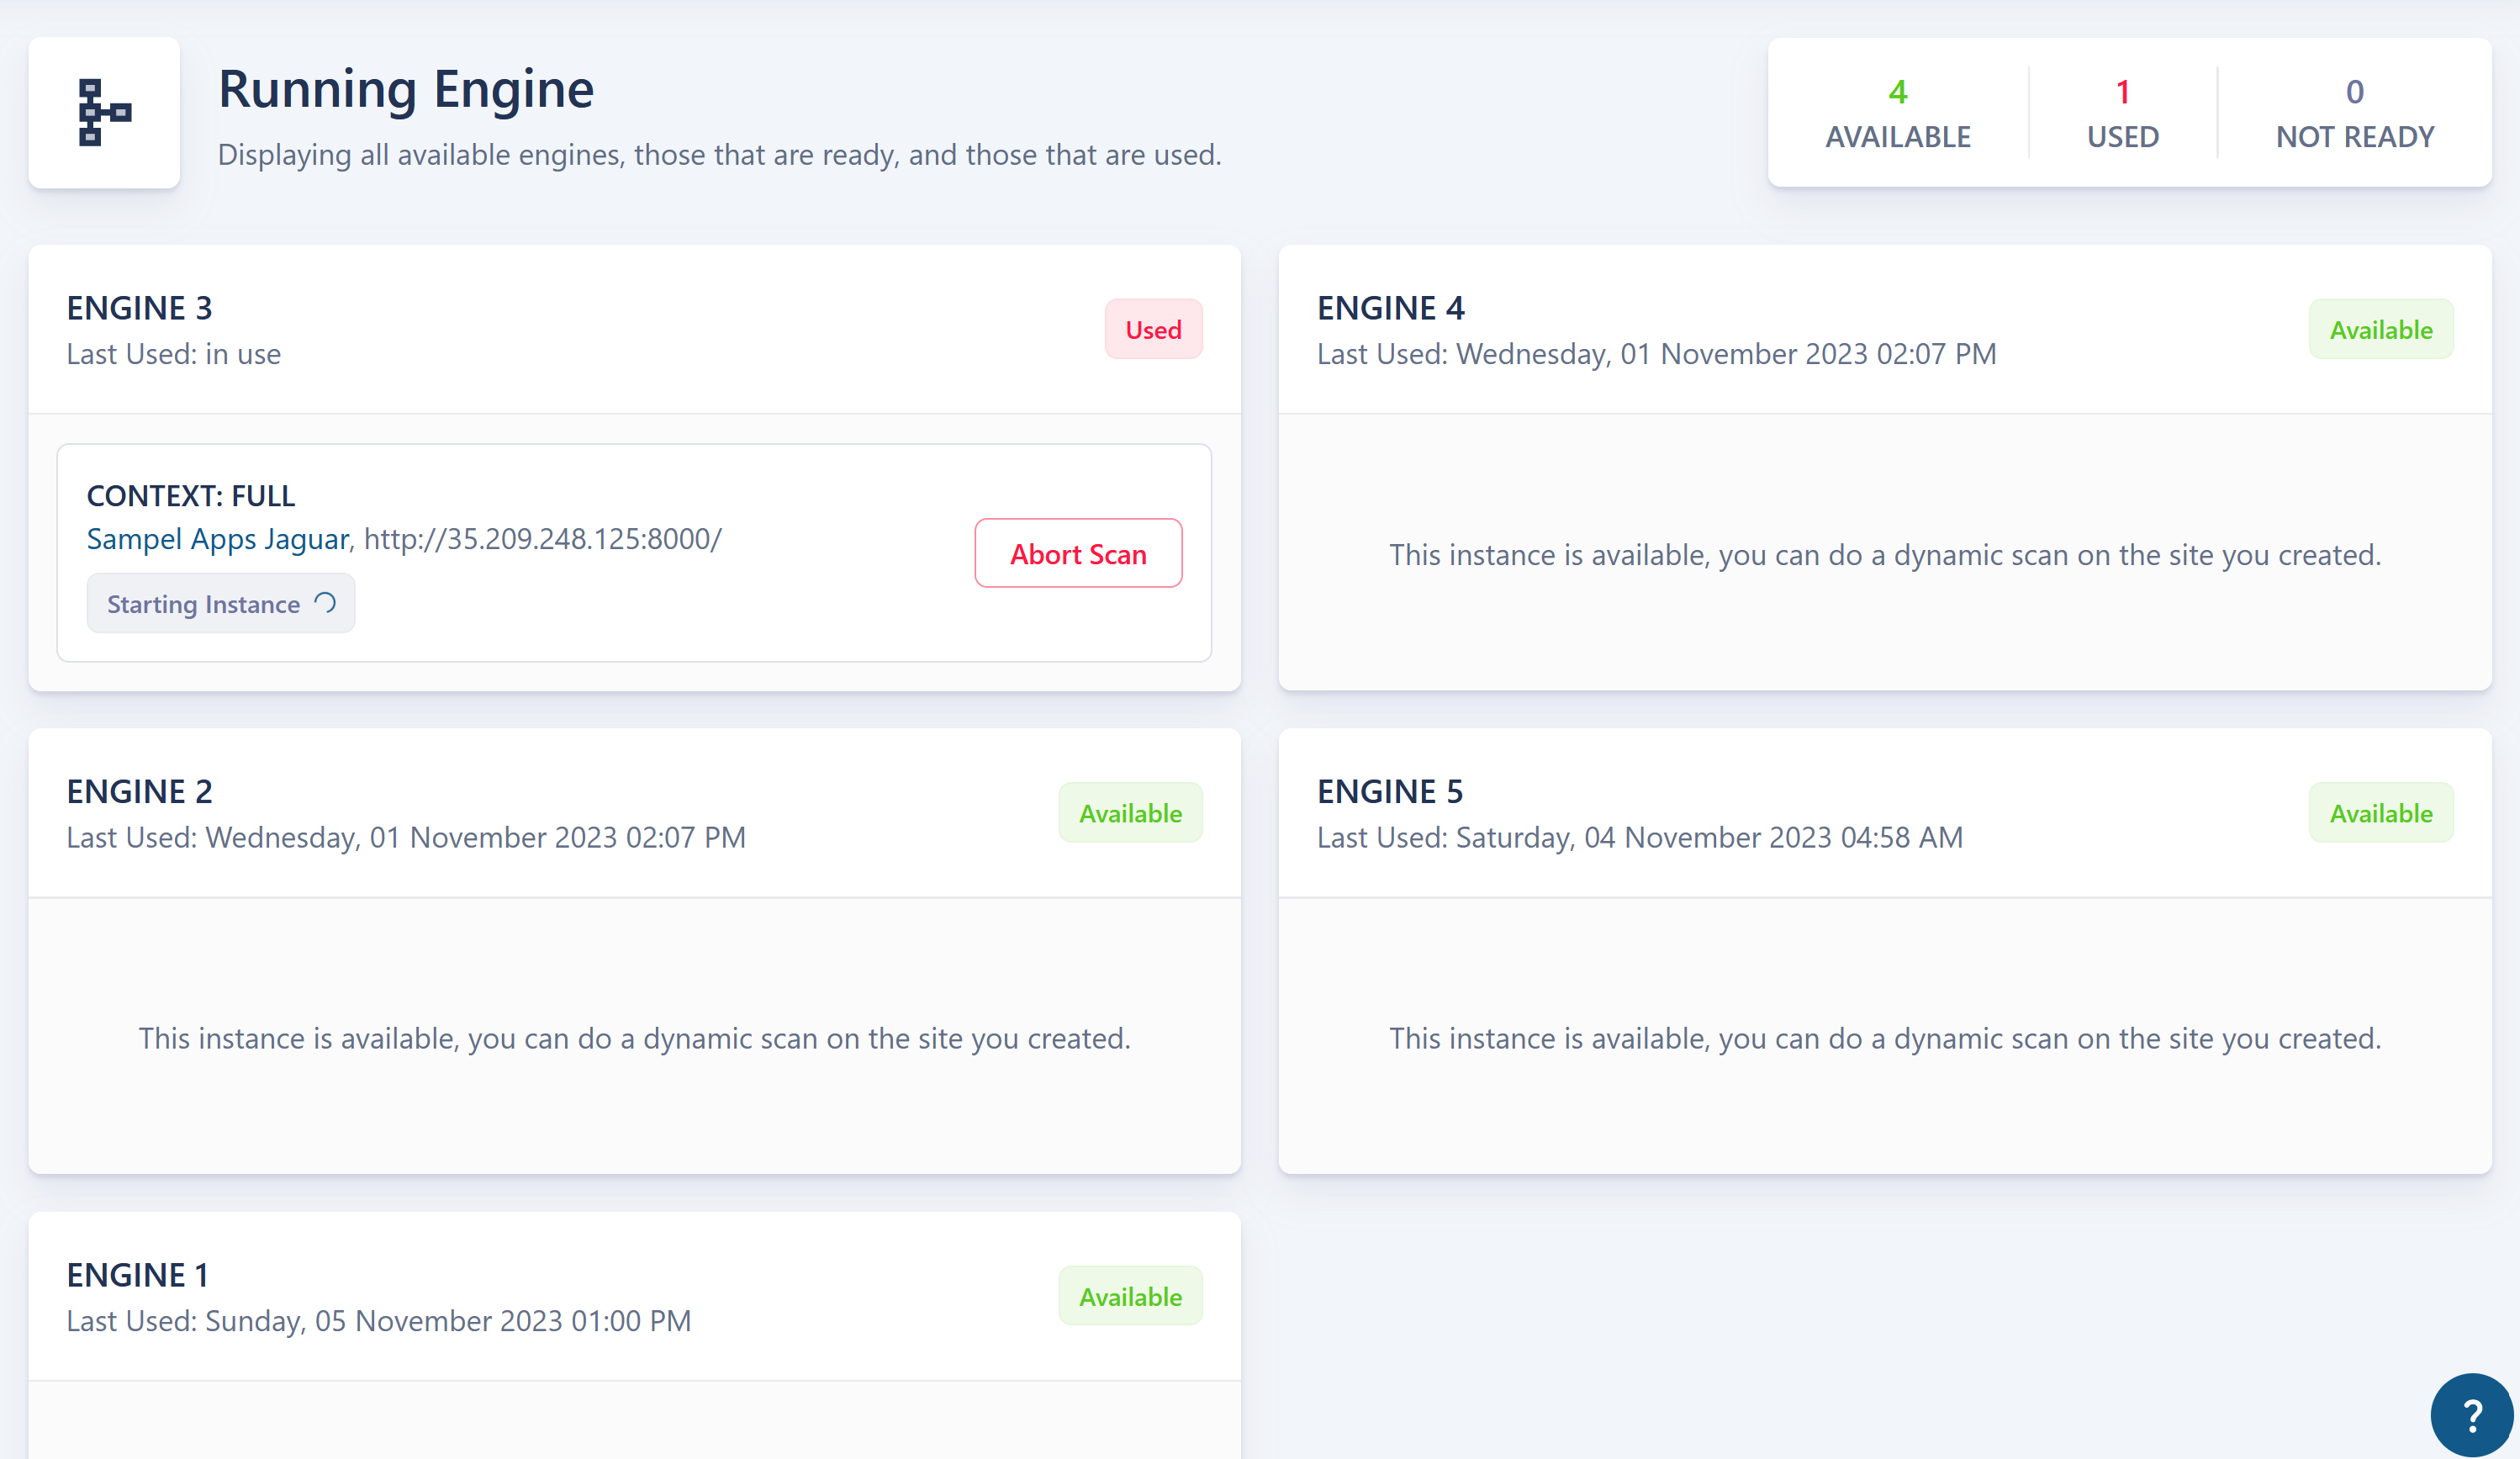 Running Engine
Displaying all available engines, those that are ready, and those that are used.
4
AVAILABLE
1
USED
0
NOT READY
ENGINE 3
Last Used: in use
Used
CONTEXT: FULL
Sampel Apps Jaguar, http://35.209.248.125:8000/
Starting Instance
Abort Scan
ENGINE 4
Last Used: Wednesday, 01 November 2023 02:07 PM
Available
This instance is available, you can do a dynamic scan on the site you created.
ENGINE 2
Last Used: Wednesday, 01 November 2023 02:07 PM
Available
This instance is available, you can do a dynamic scan on the site you created.
ENGINE 5
Last Used: Saturday, 04 November 2023 04:58 AM
Available
This instance is available, you can do a dynamic scan on the site you created.
ENGINE 1
Last Used: Sunday, 05 November 2023 01:00 PM
Available
?